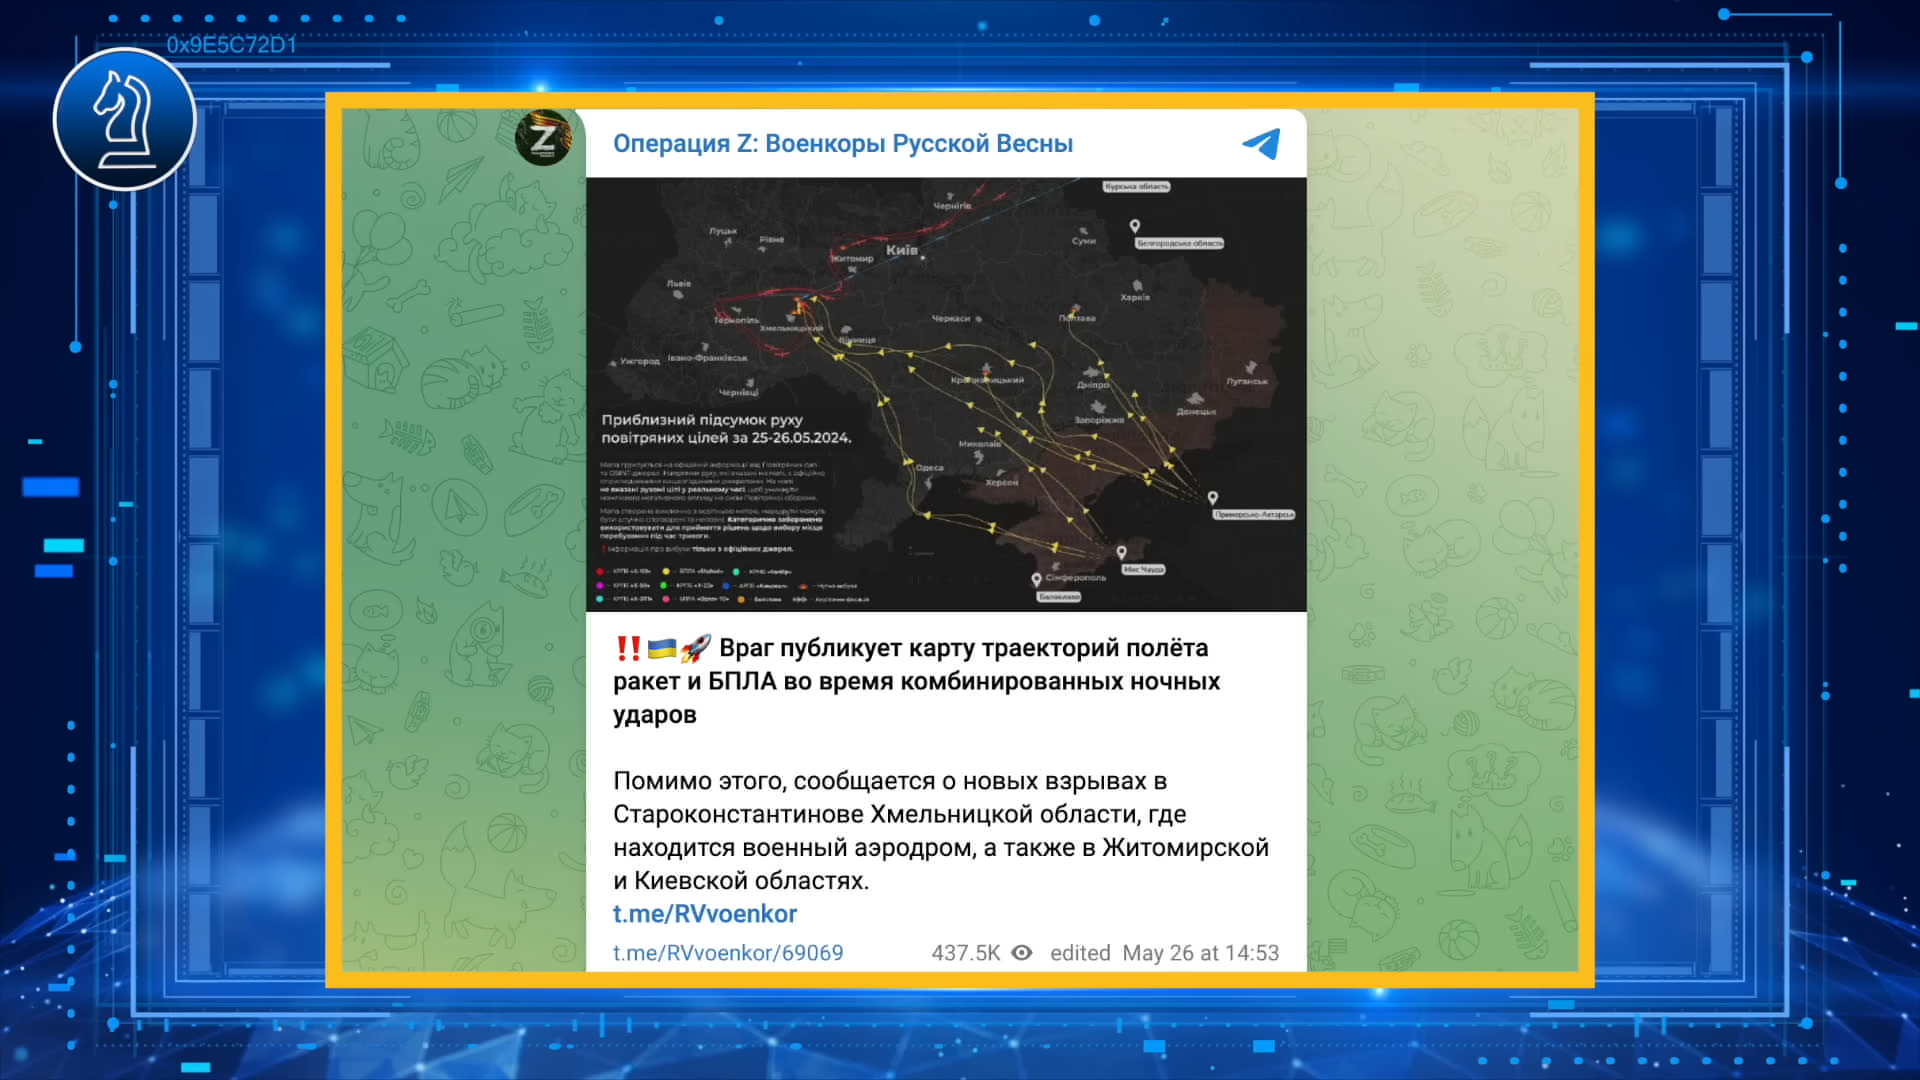 0x9E5C72D1
Операция Z: Военкоры Русской Весны
Курська область
Чернігів
Бєлгородська область
Луцьк
Рівне
Київ
Суми
Житомир
Львів
Харків
Тернопіль
Хмельницький
Черкаси
Полтава
Вінниця
Ужгород
Івано-Франківськ
Кропивницький
Дніпро
Луганськ
Чернівці
Запоріжжя
Донецьк
Приблизний підсумок руху
повітряних цілей за 25-26.05.2024.
Миколаїв
Одеса
Херсон
Приморсько-Ахтарськ
Мис Чауда
Сімферополь
Балаклава
!! Враг публикует карту траекторий полёта
ракет и БПЛА во время комбинированных ночных
ударов
Помимо этого, сообщается о новых взрывах в
Староконстантинове Хмельницкой области, где
находится военный аэродром, а также в Житомирской
и Киевской областях.
t.me/RVvoenkor
t.me/RVvoenkor/69069 437.5K edited May 26 at 14:53